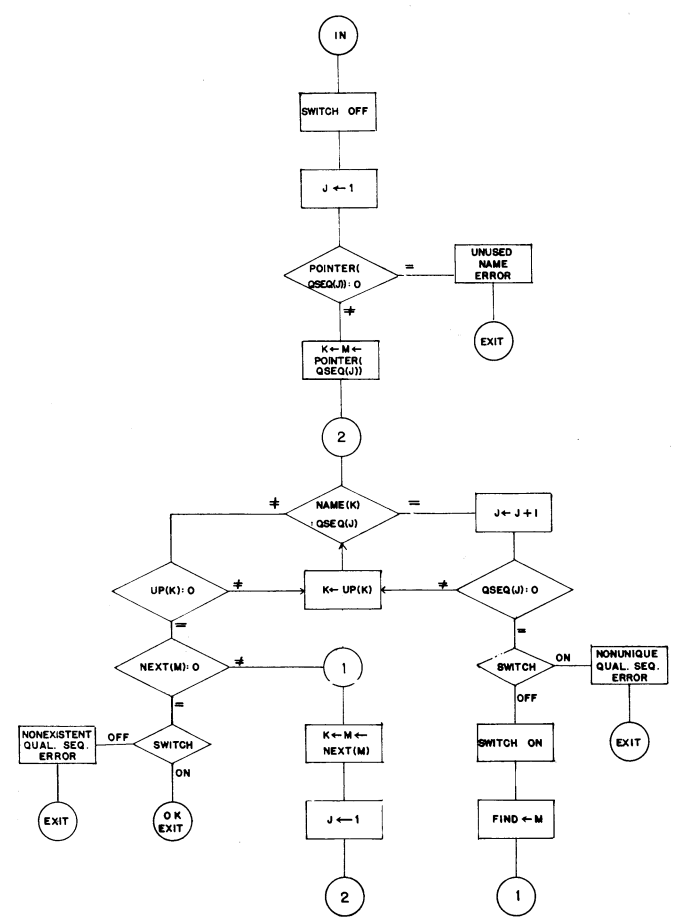 IN
SWITCH OFF
J ← 1
POINTER(
QSEQ(J)) : 0
=
UNUSED
NAME
ERROR
EXIT
≠
K ← M ←
POINTER(
QSEQ(J))
2
≠
NAME(K)
: QSEQ(J)
=
J ← J + 1
UP(K) : 0
≠
K ← UP(K)
≠
QSEQ(J) : 0
=
=
NEXT(M) : 0
≠
1
SWITCH
ON
NONUNIQUE
QUAL. SEQ.
ERROR
=
OFF
NONEXISTENT
QUAL. SEQ.
ERROR
OFF
SWITCH
K ← M ←
NEXT(M)
SWITCH ON
EXIT
ON
EXIT
OK
EXIT
J ← 1
FIND ← M
2
1